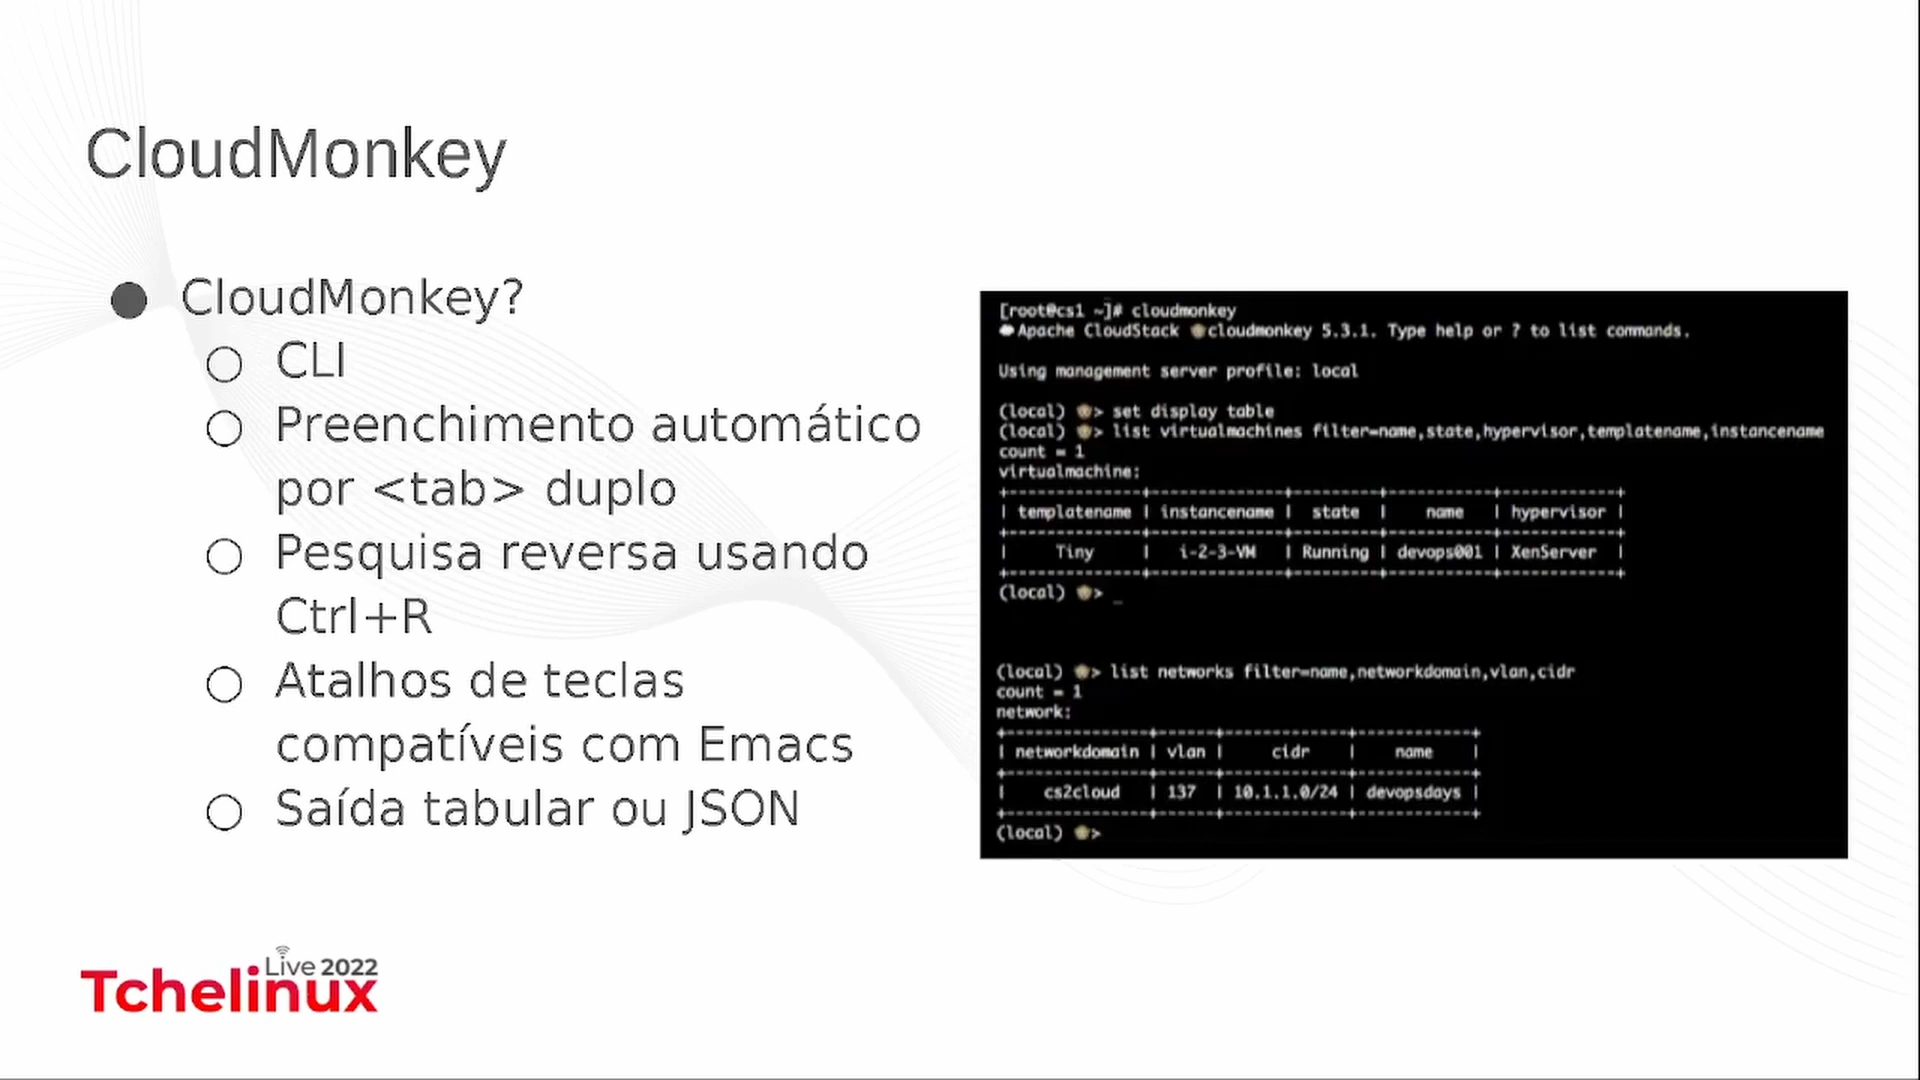 CloudMonkey
● CloudMonkey?
○ CLI
○ Preenchimento automático
por <tab> duplo
○ Pesquisa reversa usando
Ctrl+R
○ Atalhos de teclas
compatíveis com Emacs
○ Saída tabular ou JSON
[root@cs1 ~]# cloudmonkey
Apache CloudStack 🐵cloudmonkey 5.3.1. Type help or ? to list commands.
Using management server profile: local
(local) 🐵> set display table
(local) 🐵> list virtualmachines filter=name,state,hypervisor,templatename,instancename
count = 1
virtualmachine:
+--------------+--------------+---------+-----------+------------+
| templatename | instancename | state | name | hypervisor |
+--------------+--------------+---------+-----------+------------+
| Tiny | i-2-3-VM | Running | devops001 | XenServer |
+--------------+--------------+---------+-----------+------------+
(local) 🐵> _
(local) 🐵> list networks filter=name,networkdomain,vlan,cidr
count = 1
network:
+---------------+------+-------------+------------+
| networkdomain | vlan | cidr | name |
+---------------+------+-------------+------------+
| cs2cloud | 137 | 10.1.1.0/24 | devopsdays |
+---------------+------+-------------+------------+
(local) 🐵>
Live 2022
Tchelinux